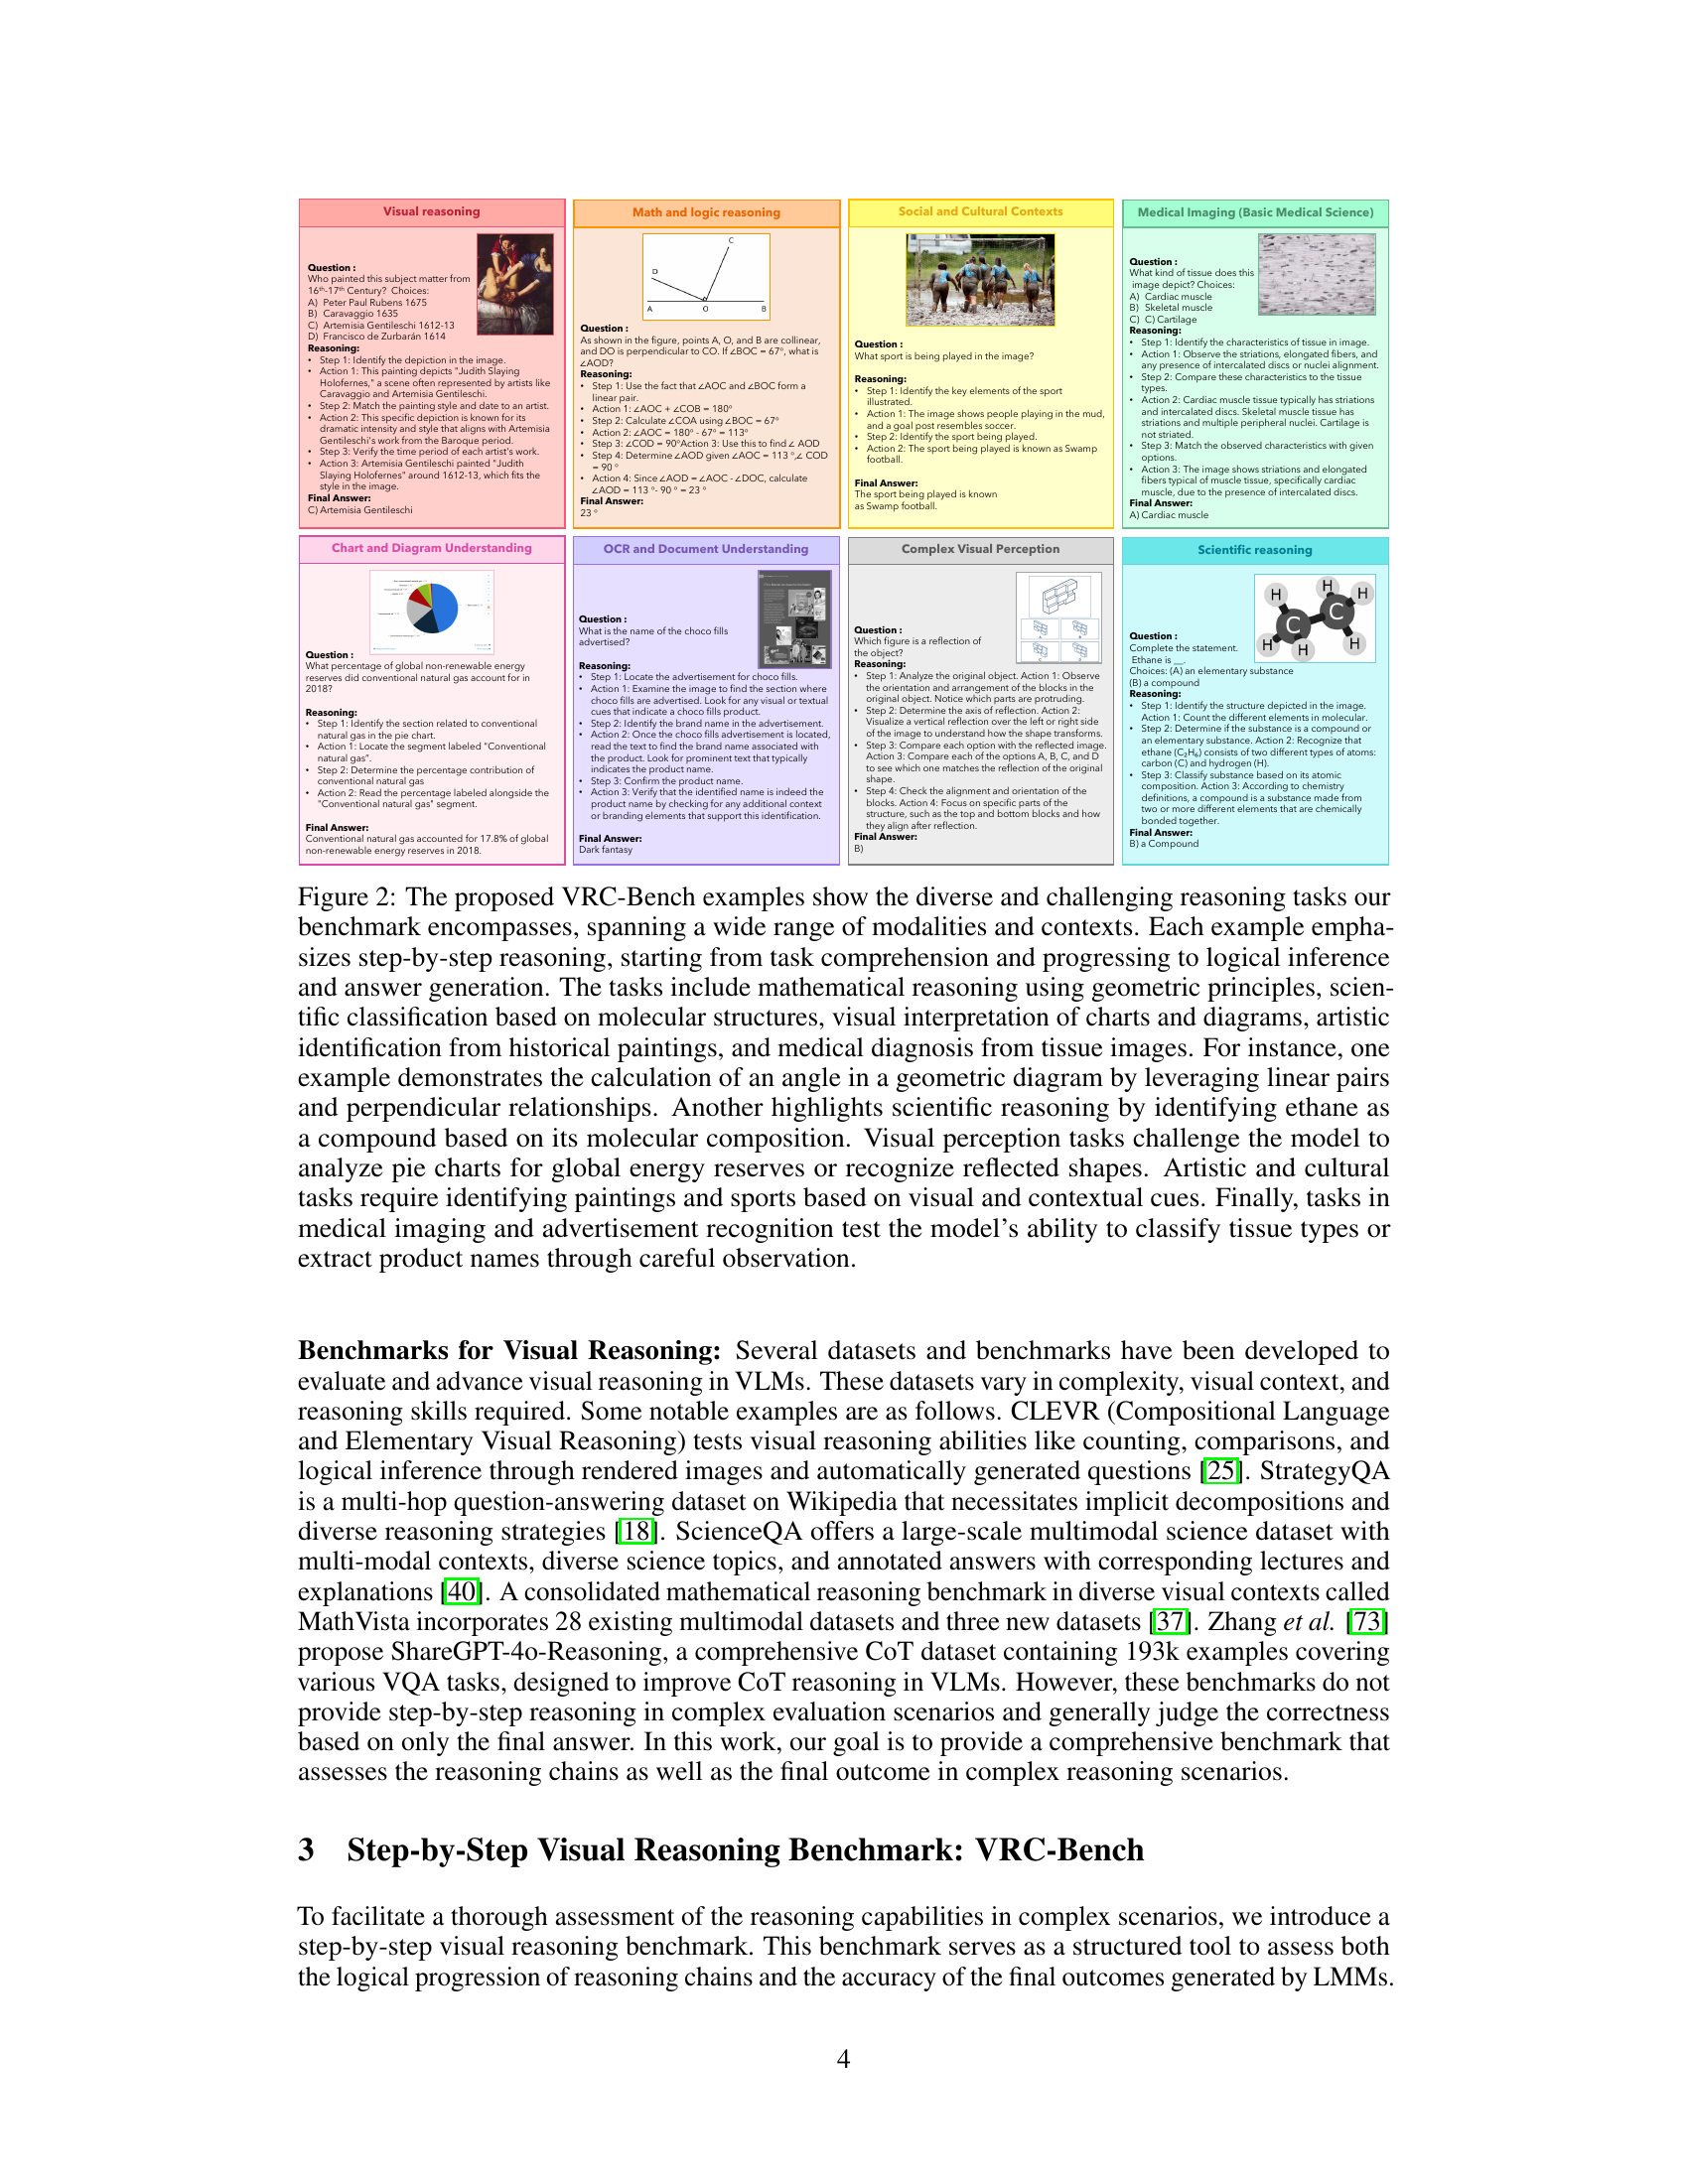 Visual reasoning
Question :
Who painted this subject matter from
16th-17th Century? Choices:
A) Peter Paul Rubens 1675
B) Caravaggio 1635
C) Artemisia Gentileschi 1612-13
D) Francisco de Zurbarán 1614
Reasoning:
• Step 1: Identify the depiction in the image.
• Action 1: This painting depicts "Judith Slaying
Holofernes," a scene often represented by artists like
Caravaggio and Artemisia Gentileschi.
• Step 2: Match the painting style and date to an artist.
• Action 2: This specific depiction is known for its
dramatic intensity and style that aligns with Artemisia
Gentileschi's work from the Baroque period.
• Step 3: Verify the time period of each artist's work.
• Action 3: Artemisia Gentileschi painted "Judith
Slaying Holofernes" around 1612-13, which fits the
style in the image.
Final Answer:
C) Artemisia Gentileschi
Math and logic reasoning
C
D
A O B
Question :
As shown in the figure, points A, O, and B are collinear,
and DO is perpendicular to CO. If ∠BOC = 67°, what is
∠AOD?
Reasoning:
• Step 1: Use the fact that ∠AOC and ∠BOC form a
linear pair.
• Action 1: ∠AOC + ∠COB = 180°
• Step 2: Calculate ∠COA using ∠BOC = 67°
• Action 2: ∠AOC = 180° - 67° = 113°
• Step 3: ∠COD = 90°Action 3: Use this to find ∠ AOD
• Step 4: Determine ∠AOD given ∠AOC = 113 °,∠ COD
= 90 °
• Action 4: Since ∠AOD = ∠AOC - ∠DOC, calculate
∠AOD = 113 °- 90 ° = 23 °
Final Answer:
23 °
Social and Cultural Contexts
Question :
What sport is being played in the image?
Reasoning:
• Step 1: Identify the key elements of the sport
illustrated.
• Action 1: The image shows people playing in the mud,
and a goal post resembles soccer.
• Step 2: Identify the sport being played.
• Action 2: The sport being played is known as Swamp
football.
Final Answer:
The sport being played is known
as Swamp football.
Medical Imaging (Basic Medical Science)
Question :
What kind of tissue does this
image depict? Choices:
A) Cardiac muscle
B) Skeletal muscle
C) C) Cartilage
Reasoning:
• Step 1: Identify the characteristics of tissue in image.
• Action 1: Observe the striations, elongated fibers, and
any presence of intercalated discs or nuclei alignment.
• Step 2: Compare these characteristics to the tissue
types.
• Action 2: Cardiac muscle tissue typically has striations
and intercalated discs. Skeletal muscle tissue has
striations and multiple peripheral nuclei. Cartilage is
not striated.
• Step 3: Match the observed characteristics with given
options.
• Action 3: The image shows striations and elongated
fibers typical of muscle tissue, specifically cardiac
muscle, due to the presence of intercalated discs.
Final Answer:
A) Cardiac muscle
Chart and Diagram Understanding
Question :
What percentage of global non-renewable energy
reserves did conventional natural gas account for in
2018?
Reasoning:
• Step 1: Identify the section related to conventional
natural gas in the pie chart.
• Action 1: Locate the segment labeled "Conventional
natural gas".
• Step 2: Determine the percentage contribution of
conventional natural gas
• Action 2: Read the percentage labeled alongside the
"Conventional natural gas" segment.
Final Answer:
Conventional natural gas accounted for 17.8% of global
non-renewable energy reserves in 2018.
OCR and Document Understanding
Question :
What is the name of the choco fills
advertised?
Reasoning:
• Step 1: Locate the advertisement for choco fills.
• Action 1: Examine the image to find the section where
choco fills are advertised. Look for any visual or textual
cues that indicate a choco fills product.
• Step 2: Identify the brand name in the advertisement.
• Action 2: Once the choco fills advertisement is located,
read the text to find the brand name associated with
the product. Look for prominent text that typically
indicates the product name.
• Step 3: Confirm the product name.
• Action 3: Verify that the identified name is indeed the
product name by checking for any additional context
or branding elements that support this identification.
Final Answer:
Dark fantasy
Complex Visual Perception
A B
C D
Question :
Which figure is a reflection of
the object?
Reasoning:
• Step 1: Analyze the original object. Action 1: Observe
the orientation and arrangement of the blocks in the
original object. Notice which parts are protruding.
• Step 2: Determine the axis of reflection. Action 2:
Visualize a vertical reflection over the left or right side
of the image to understand how the shape transforms.
• Step 3: Compare each option with the reflected image.
Action 3: Compare each of the options A, B, C, and D
to see which one matches the reflection of the original
shape.
• Step 4: Check the alignment and orientation of the
blocks. Action 4: Focus on specific parts of the
structure, such as the top and bottom blocks and how
they align after reflection.
Final Answer:
B)
Scientific reasoning
H H H
C C
H H H
Question :
Complete the statement.
Ethane is __.
Choices: (A) an elementary substance
(B) a compound
Reasoning:
• Step 1: Identify the structure depicted in the image.
Action 1: Count the different elements in molecular.
• Step 2: Determine if the substance is a compound or
an elementary substance. Action 2: Recognize that
ethane (C₂H₆) consists of two different types of atoms:
carbon (C) and hydrogen (H).
• Step 3: Classify substance based on its atomic
composition. Action 3: According to chemistry
definitions, a compound is a substance made from
two or more different elements that are chemically
bonded together.
Final Answer:
B) a Compound
Figure 2: The proposed VRC-Bench examples show the diverse and challenging reasoning tasks our
benchmark encompasses, spanning a wide range of modalities and contexts. Each example empha-
sizes step-by-step reasoning, starting from task comprehension and progressing to logical inference
and answer generation. The tasks include mathematical reasoning using geometric principles, scien-
tific classification based on molecular structures, visual interpretation of charts and diagrams, artistic
identification from historical paintings, and medical diagnosis from tissue images. For instance, one
example demonstrates the calculation of an angle in a geometric diagram by leveraging linear pairs
and perpendicular relationships. Another highlights scientific reasoning by identifying ethane as
a compound based on its molecular composition. Visual perception tasks challenge the model to
analyze pie charts for global energy reserves or recognize reflected shapes. Artistic and cultural
tasks require identifying paintings and sports based on visual and contextual cues. Finally, tasks in
medical imaging and advertisement recognition test the model's ability to classify tissue types or
extract product names through careful observation.
Benchmarks for Visual Reasoning: Several datasets and benchmarks have been developed to
evaluate and advance visual reasoning in VLMs. These datasets vary in complexity, visual context, and
reasoning skills required. Some notable examples are as follows. CLEVR (Compositional Language
and Elementary Visual Reasoning) tests visual reasoning abilities like counting, comparisons, and
logical inference through rendered images and automatically generated questions [25]. StrategyQA
is a multi-hop question-answering dataset on Wikipedia that necessitates implicit decompositions and
diverse reasoning strategies [18]. ScienceQA offers a large-scale multimodal science dataset with
multi-modal contexts, diverse science topics, and annotated answers with corresponding lectures and
explanations [40]. A consolidated mathematical reasoning benchmark in diverse visual contexts called
MathVista incorporates 28 existing multimodal datasets and three new datasets [37]. Zhang et al. [73]
propose ShareGPT-4o-Reasoning, a comprehensive CoT dataset containing 193k examples covering
various VQA tasks, designed to improve CoT reasoning in VLMs. However, these benchmarks do not
provide step-by-step reasoning in complex evaluation scenarios and generally judge the correctness
based on only the final answer. In this work, our goal is to provide a comprehensive benchmark that
assesses the reasoning chains as well as the final outcome in complex reasoning scenarios.
3 Step-by-Step Visual Reasoning Benchmark: VRC-Bench
To facilitate a thorough assessment of the reasoning capabilities in complex scenarios, we introduce a
step-by-step visual reasoning benchmark. This benchmark serves as a structured tool to assess both
the logical progression of reasoning chains and the accuracy of the final outcomes generated by LMMs.
4